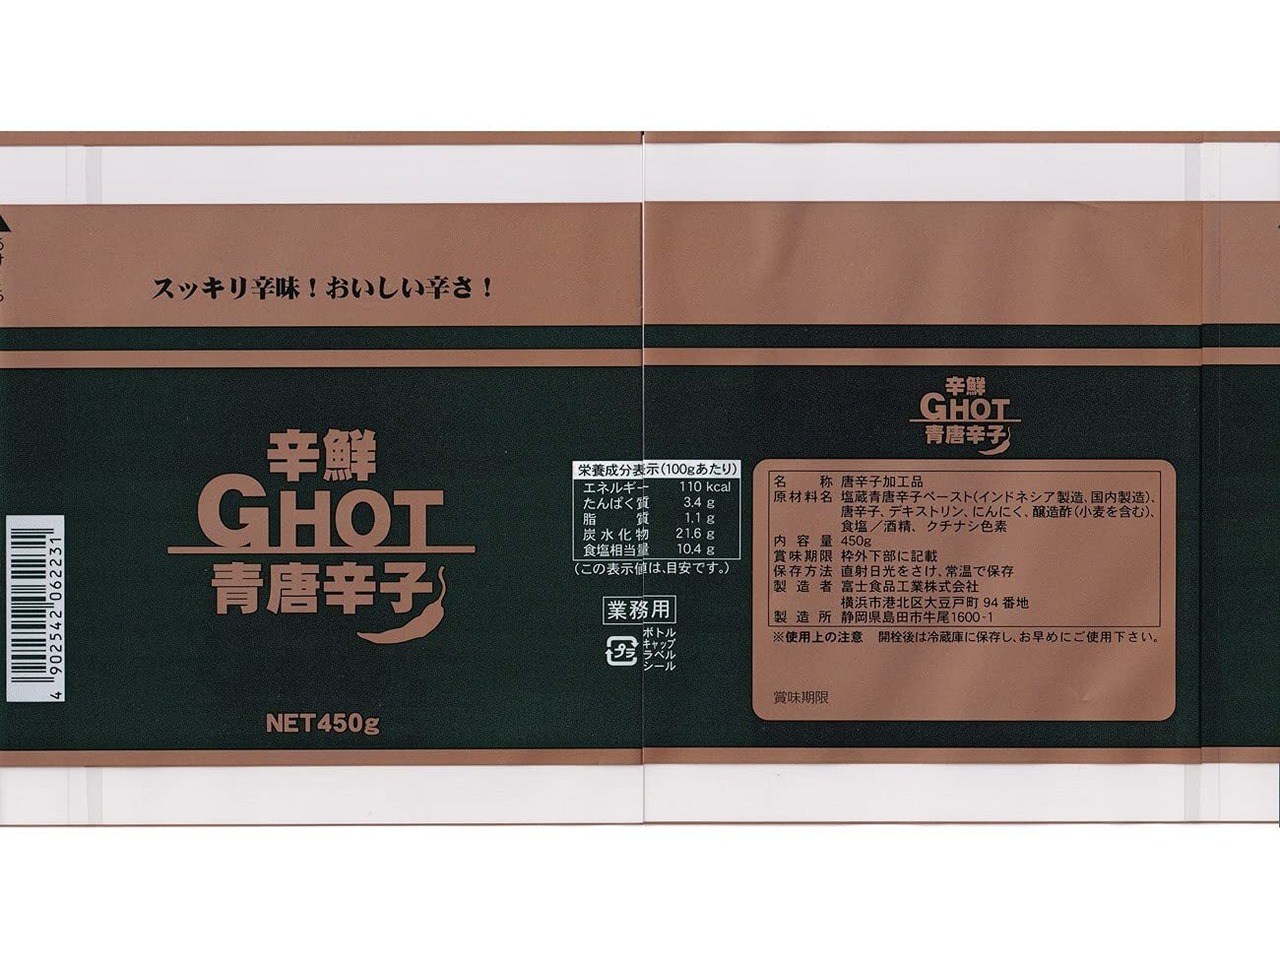 スッキリ辛味！おいしい辛さ！
辛鮮
GHOT
青唐辛子
NET450g
4 902542 062231
栄養成分表示(100gあたり)
エネルギー 110 kcal
たんぱく質 3.4 g
脂質 1.1 g
炭水化物 21.6 g
食塩相当量 10.4 g
(この表示値は、目安です。)
業務用
プラ
ボトル
キャップ
ラベル
シール
辛鮮
GHOT
青唐辛子
名称 唐辛子加工品
原材料名 塩蔵青唐辛子ペースト(インドネシア製造、国内製造)、
唐辛子、デキストリン、にんにく、醸造酢(小麦を含む)、
食塩／酒精、クチナシ色素
内容量 450g
賞味期限 枠外下部に記載
保存方法 直射日光をさけ、常温で保存
製造者 富士食品工業株式会社
横浜市港北区大豆戸町 94 番地
製造所 静岡県島田市牛尾1600-1
※使用上の注意 開栓後は冷蔵庫に保存し、お早めにご使用下さい。
賞味期限